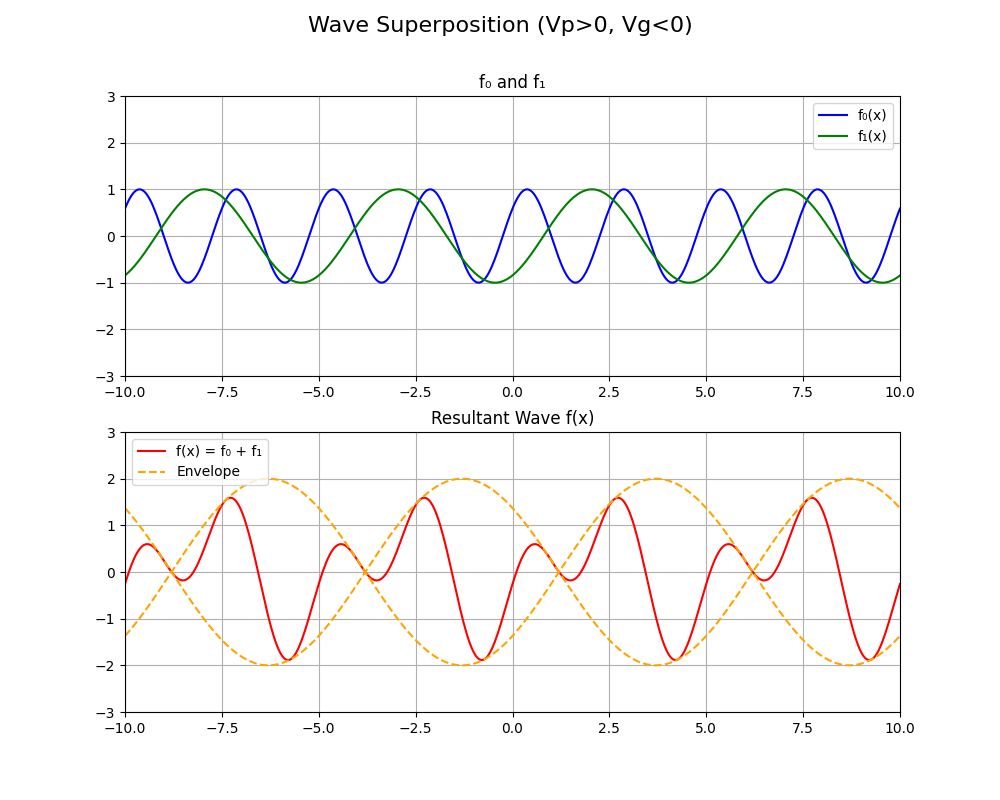 Wave Superposition (Vp>0, Vg<0)
f₀ and f₁
3
2
1
0
−1
−2
−3
f₀(x)
f₁(x)
−10.0 −7.5 −5.0 −2.5 0.0 2.5 5.0 7.5 10.0
Resultant Wave f(x)
3
2
1
0
−1
−2
−3
f(x) = f₀ + f₁
Envelope
−10.0 −7.5 −5.0 −2.5 0.0 2.5 5.0 7.5 10.0